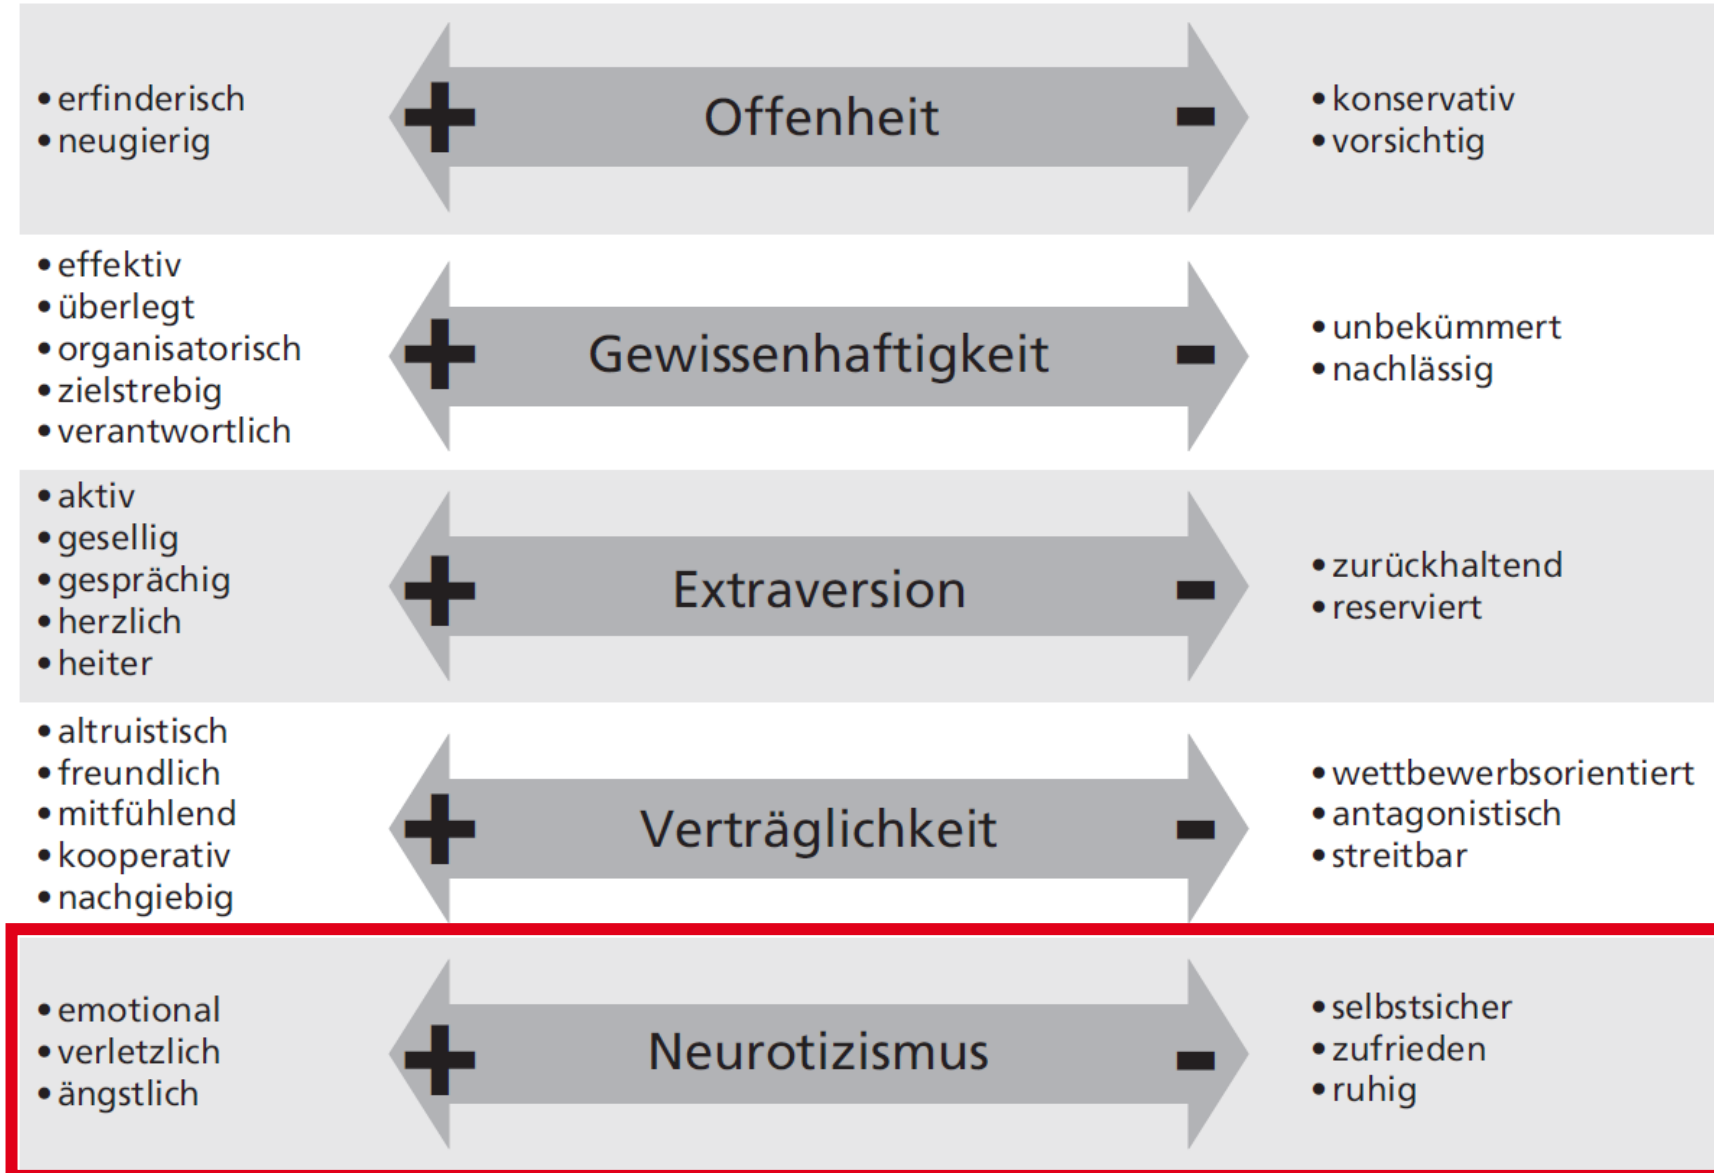 • erfinderisch
• neugierig
+ Offenheit -
• konservativ
• vorsichtig
• effektiv
• überlegt
• organisatorisch
• zielstrebig
• verantwortlich
+ Gewissenhaftigkeit -
• unbekümmert
• nachlässig
• aktiv
• gesellig
• gesprächig
• herzlich
• heiter
+ Extraversion -
• zurückhaltend
• reserviert
• altruistisch
• freundlich
• mitfühlend
• kooperativ
• nachgiebig
+ Verträglichkeit -
• wettbewerbsorientiert
• antagonistisch
• streitbar
• emotional
• verletzlich
• ängstlich
+ Neurotizismus -
• selbstsicher
• zufrieden
• ruhig